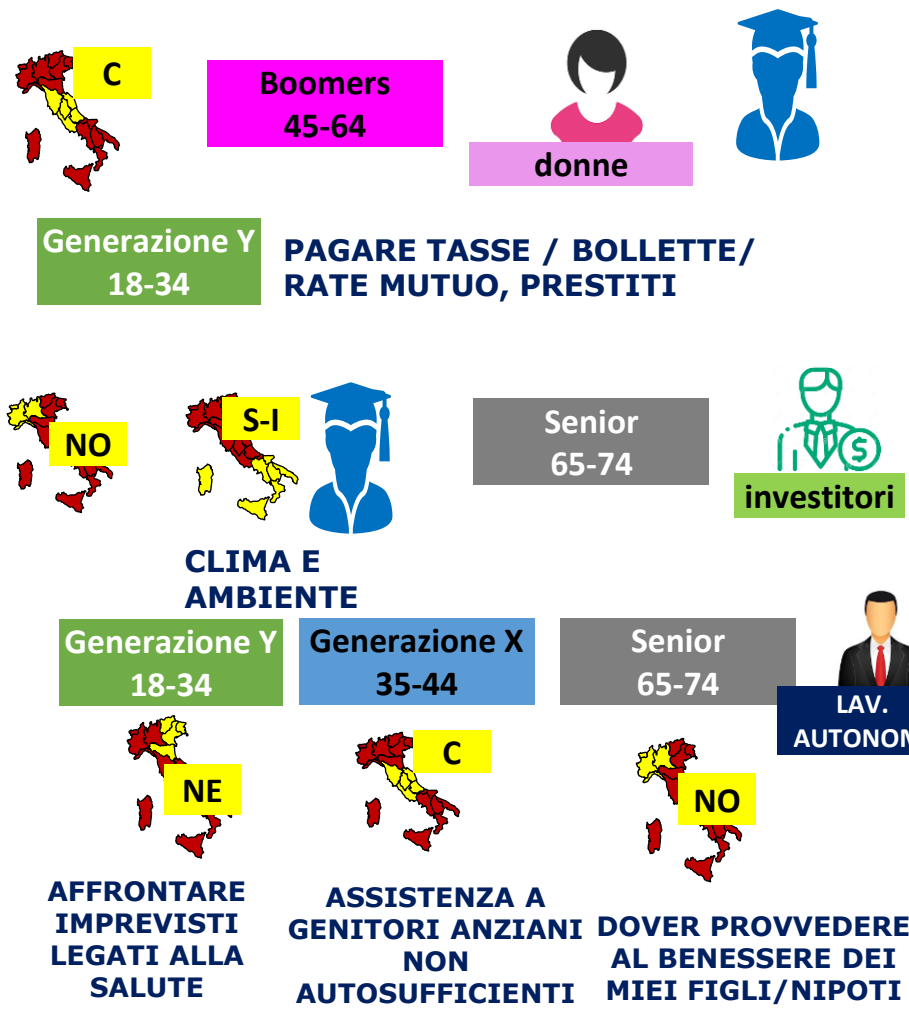 C
Boomers
45-64
donne
Generazione Y
18-34
PAGARE TASSE / BOLLETTE/
RATE MUTUO, PRESTITI
NO
S-I
Senior
65-74
$
investitori
CLIMA E
AMBIENTE
Generazione Y
18-34
Generazione X
35-44
Senior
65-74
LAV.
AUTONOM
NE
C
NO
AFFRONTARE
IMPREVISTI
LEGATI ALLA
SALUTE
ASSISTENZA A
GENITORI ANZIANI
NON
AUTOSUFFICIENTI
DOVER PROVVEDERE
AL BENESSERE DEI
MIEI FIGLI/NIPOTI